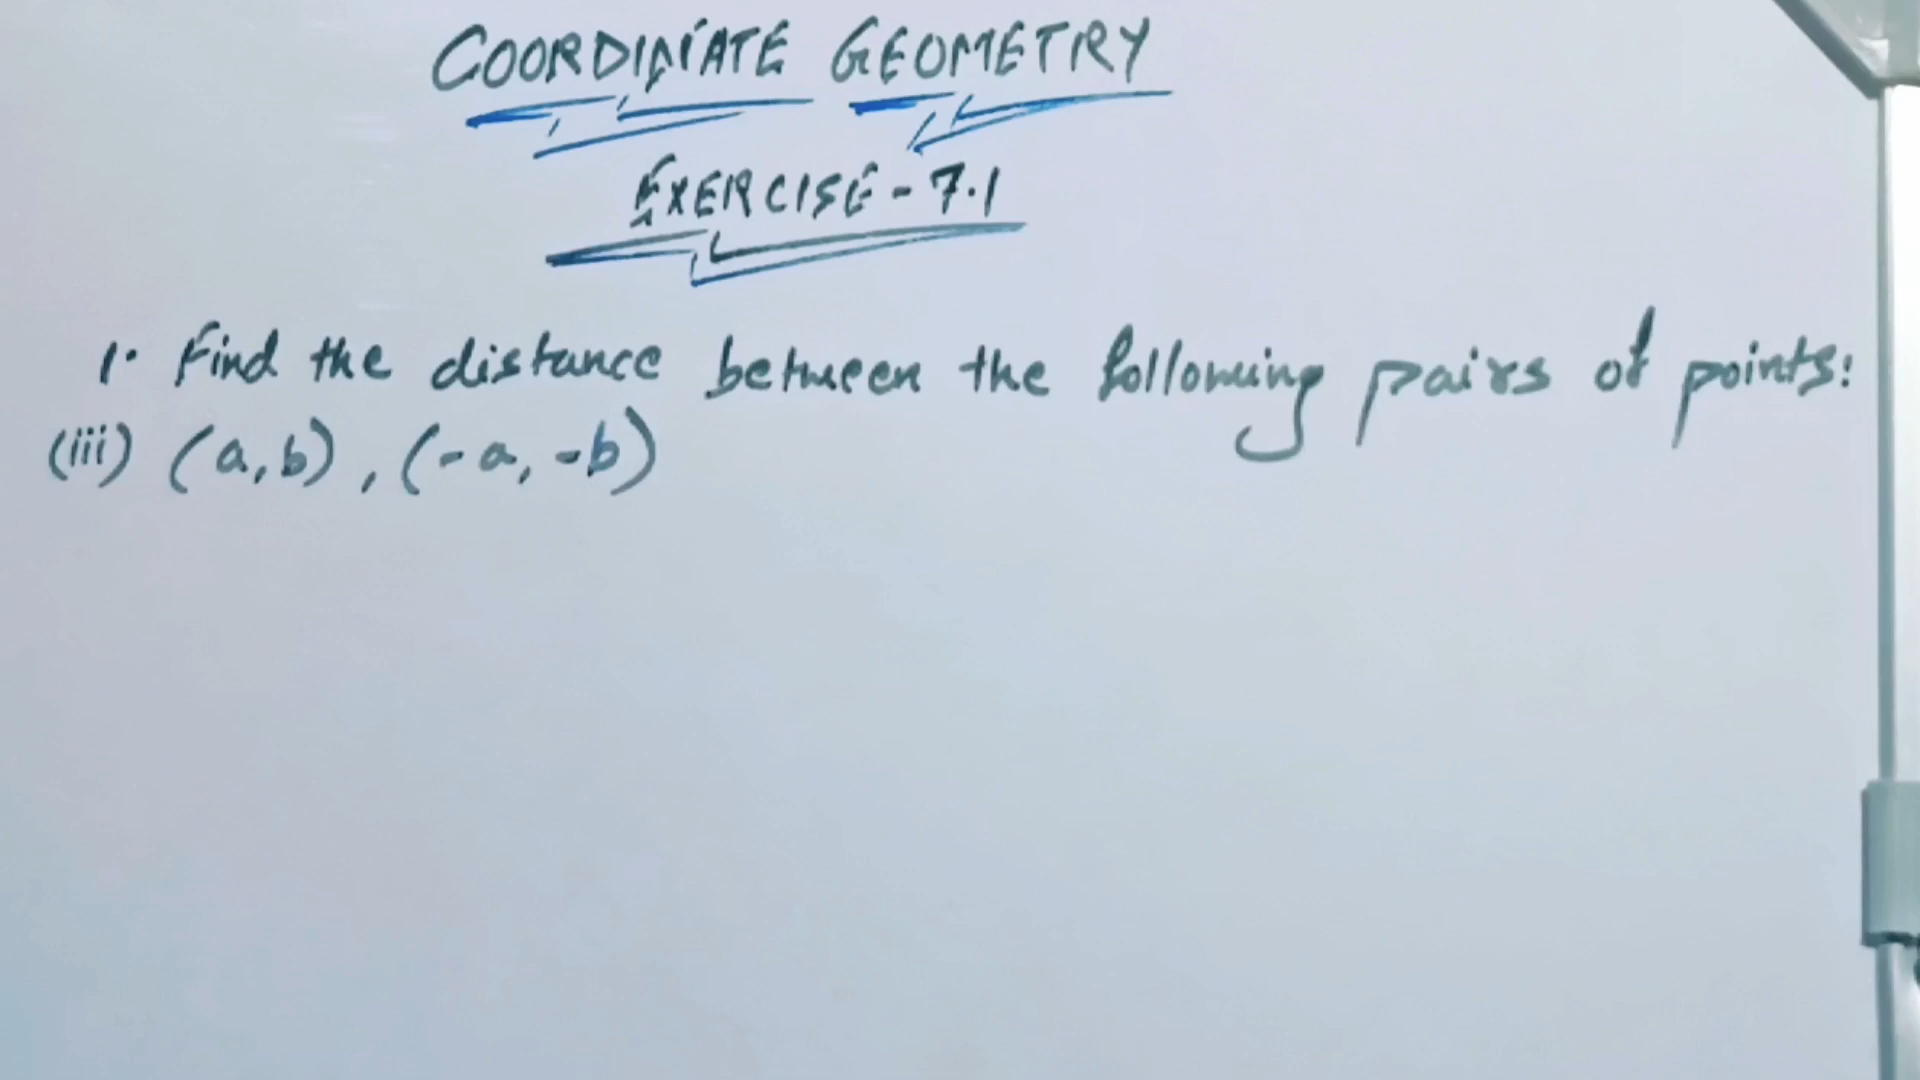 COORDINATE GEOMETRY
EXERCISE - 7.1
1. Find the distance between the following pairs of points:
(iii) (a, b), (-a, -b)